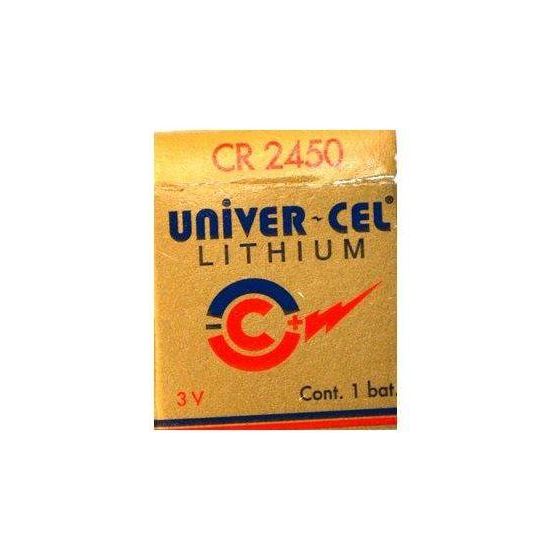 CR 2450
UNIVER~CEL®
LITHIUM
= C +
3 V
Cont. 1 bat.